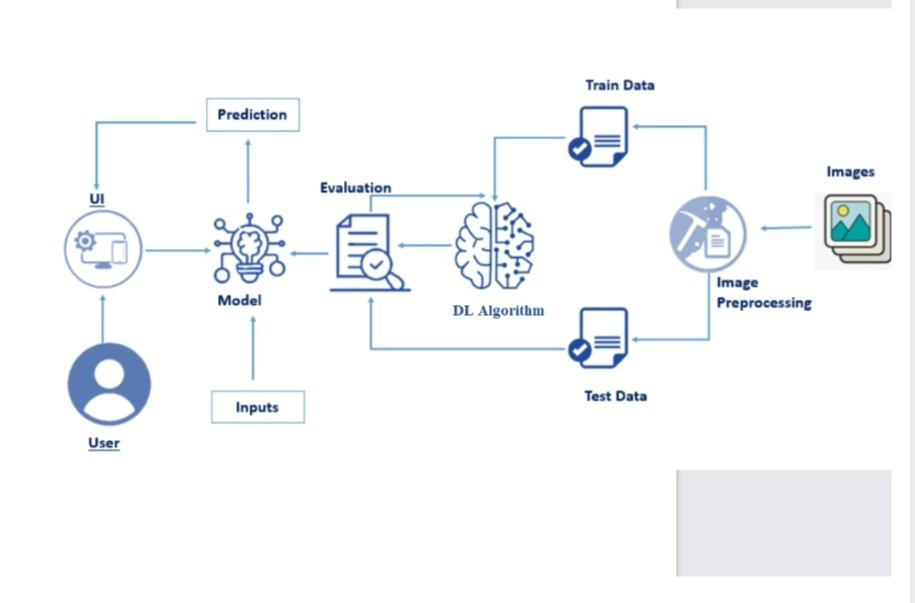 Train Data
Prediction
Images
Evaluation
UI
Image
Preprocessing
Model
DL Algorithm
Test Data
Inputs
User